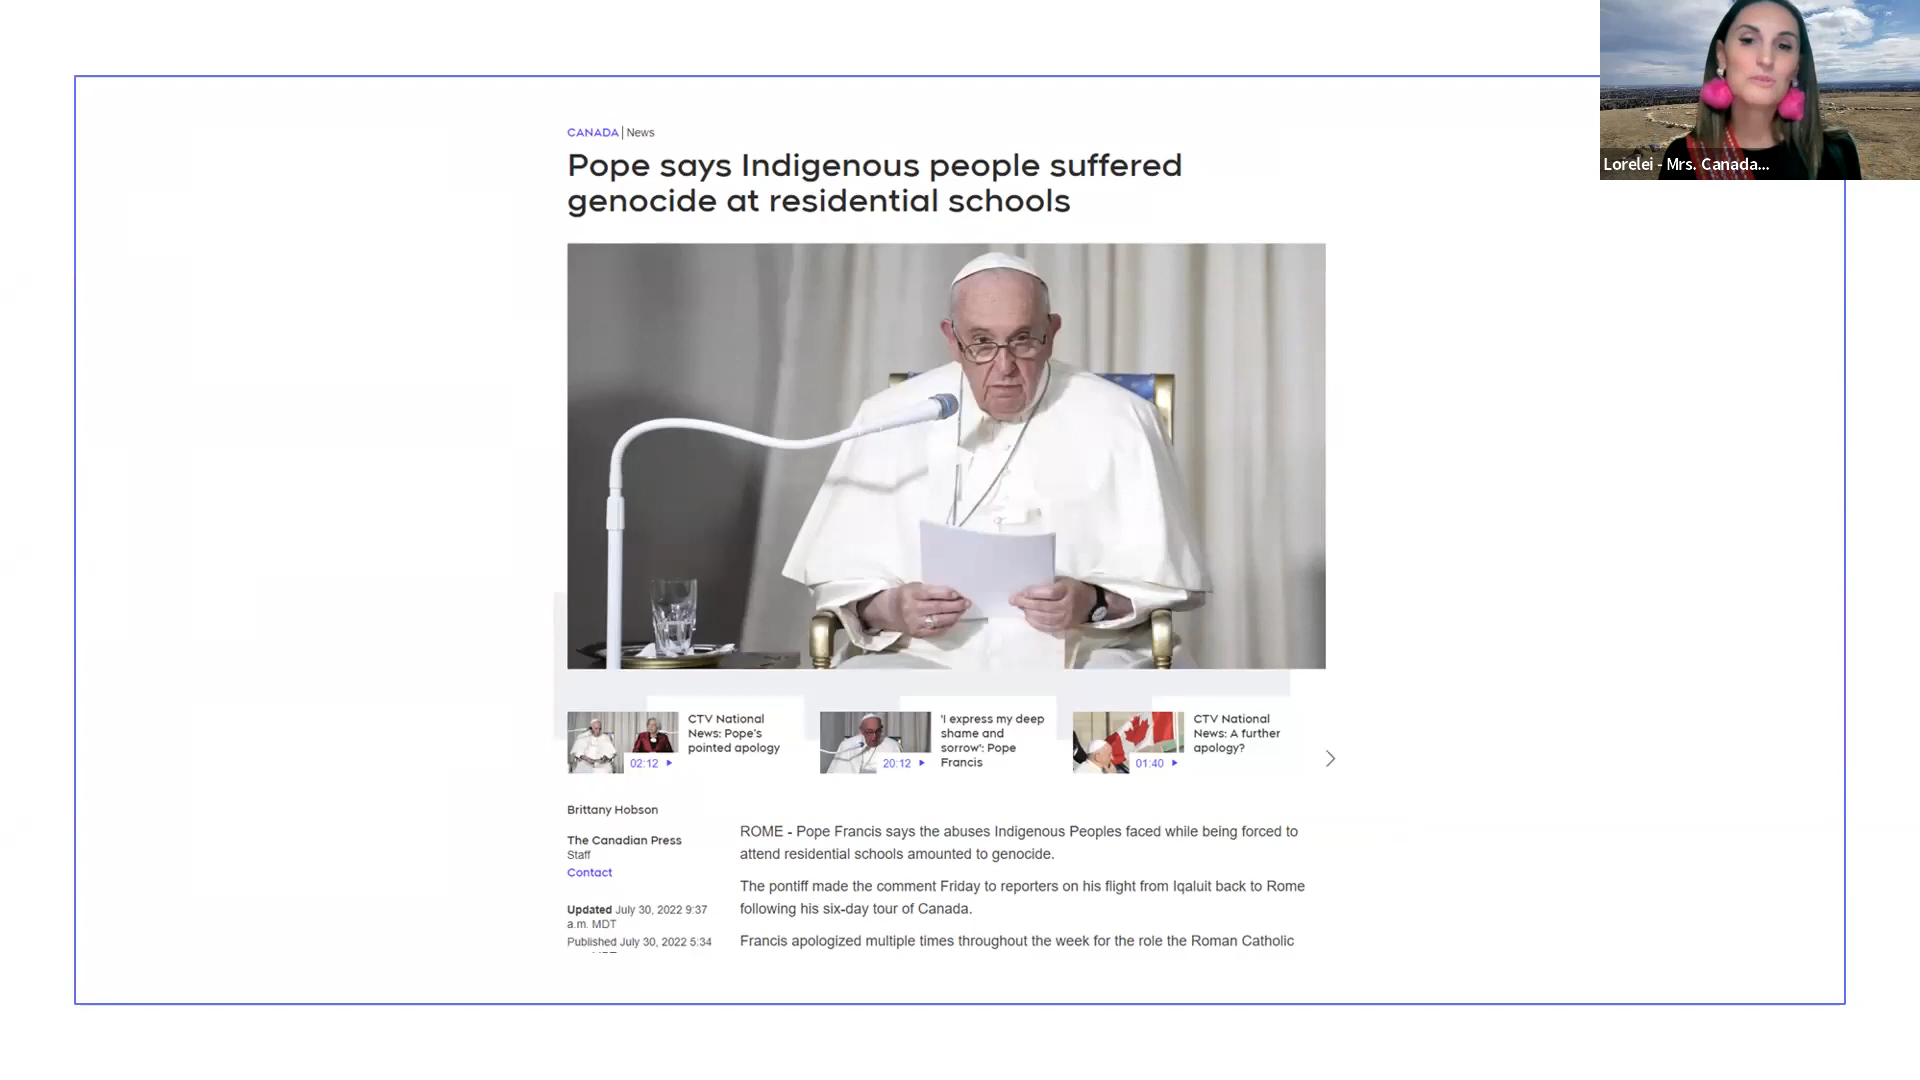 CANADA | News
Pope says Indigenous people suffered
genocide at residential schools
Lorelei - Mrs. Canada...
CTV National
News: Pope's
pointed apology
02:12
'I express my deep
shame and
sorrow': Pope
Francis
20:12
CTV National
News: A further
apology?
01:40
Brittany Hobson
The Canadian Press
Staff
Contact
Updated July 30, 2022 9:37
a.m. MDT
Published July 30, 2022 5:34
ROME - Pope Francis says the abuses Indigenous Peoples faced while being forced to
attend residential schools amounted to genocide.
The pontiff made the comment Friday to reporters on his flight from Iqaluit back to Rome
following his six-day tour of Canada.
Francis apologized multiple times throughout the week for the role the Roman Catholic